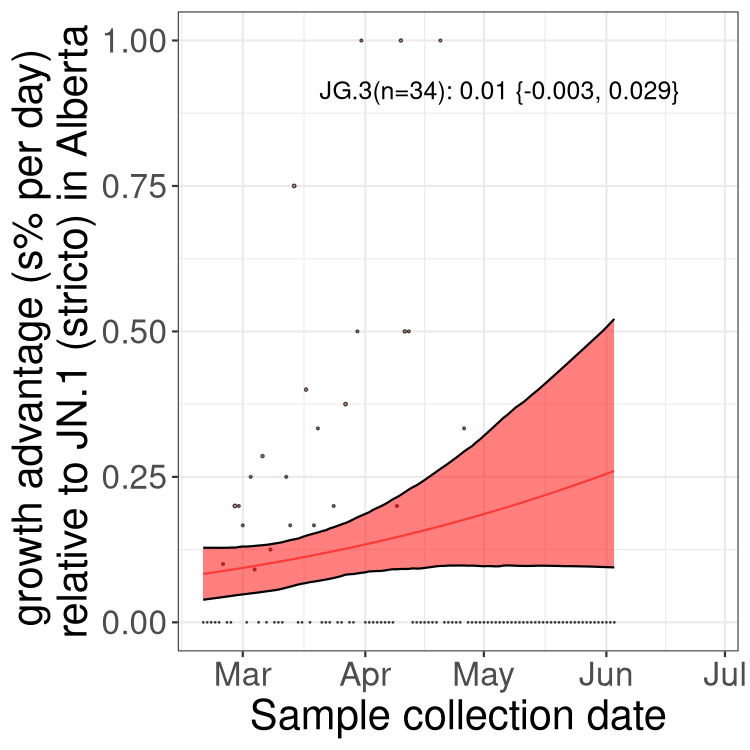 growth advantage (s% per day)
relative to JN.1 (stricto) in Alberta
1.00
0.75
0.50
0.25
0.00
JG.3(n=34): 0.01 {-0.003, 0.029}
Mar Apr May Jun Jul
Sample collection date